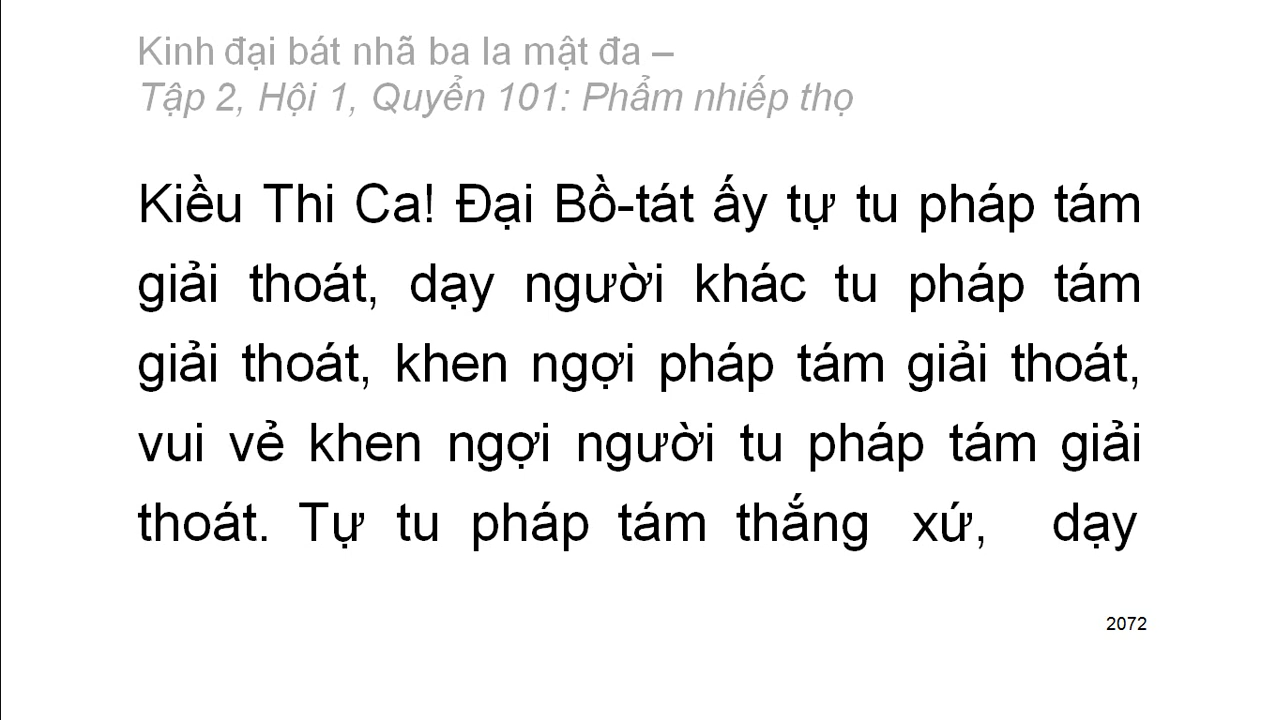 Kinh đại bát nhã ba la mật đa –
Tập 2, Hội 1, Quyển 101: Phẩm nhiếp thọ
Kiều Thi Ca! Đại Bồ-tát ấy tự tu pháp tám
giải thoát, dạy người khác tu pháp tám
giải thoát, khen ngợi pháp tám giải thoát,
vui vẻ khen ngợi người tu pháp tám giải
thoát. Tự tu pháp tám thắng xứ, dạy
2072